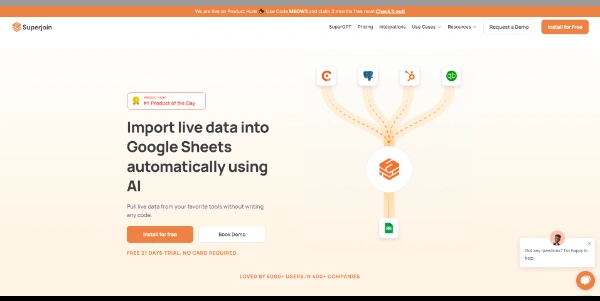 We are live on Product Hunt Use Code MEOW3 and claim 3 months free now! Check it out!
Superjoin
SuperGPT Pricing Integrations Use Cases Resources Request a Demo Install for Free
PRODUCT HUNT
#1 Product of the Day
Import live data into
Google Sheets
automatically using
AI
Pull live data from your favorite tools without writing
any code.
Install for free Book Demo
FREE 21 DAYS TRIAL. NO CARD REQUIRED.
Got any questions? I'm happy to
help.
LOVED BY 5000+ USERS IN 400+ COMPANIES